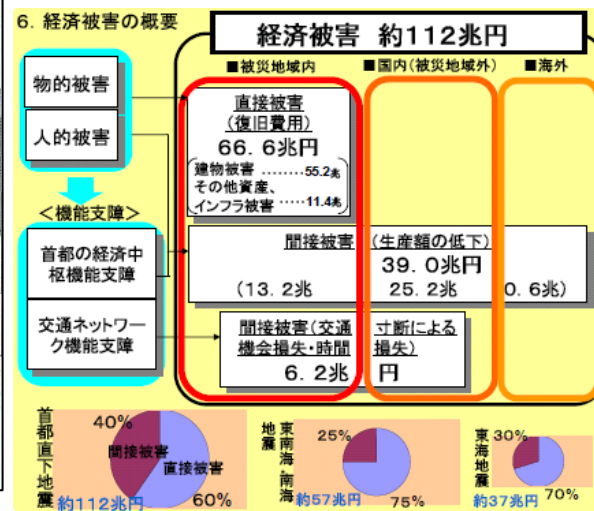 6. 経済被害の概要
経済被害 約112兆円
■被災地域内 ■国内(被災地域外) ■海外
物的被害
人的被害
<機能支障>
首都の経済中
枢機能支障
交通ネットワー
ク機能支障
直接被害
(復旧費用)
66.6兆円
建物被害 ………55.2兆
その他資産、
インフラ被害 ……11.4兆
間接被害 (生産額の低下)
39.0兆円
(13.2兆 25.2兆 0.6兆)
間接被害(交通 寸断による
機会損失・時間 損失)
6.2兆 円
首都直下地震
40%
間接被害
直接被害
60%
約112兆円
東南海・南海
地震
25%
75%
約57兆円
東海地震
30%
70%
約37兆円